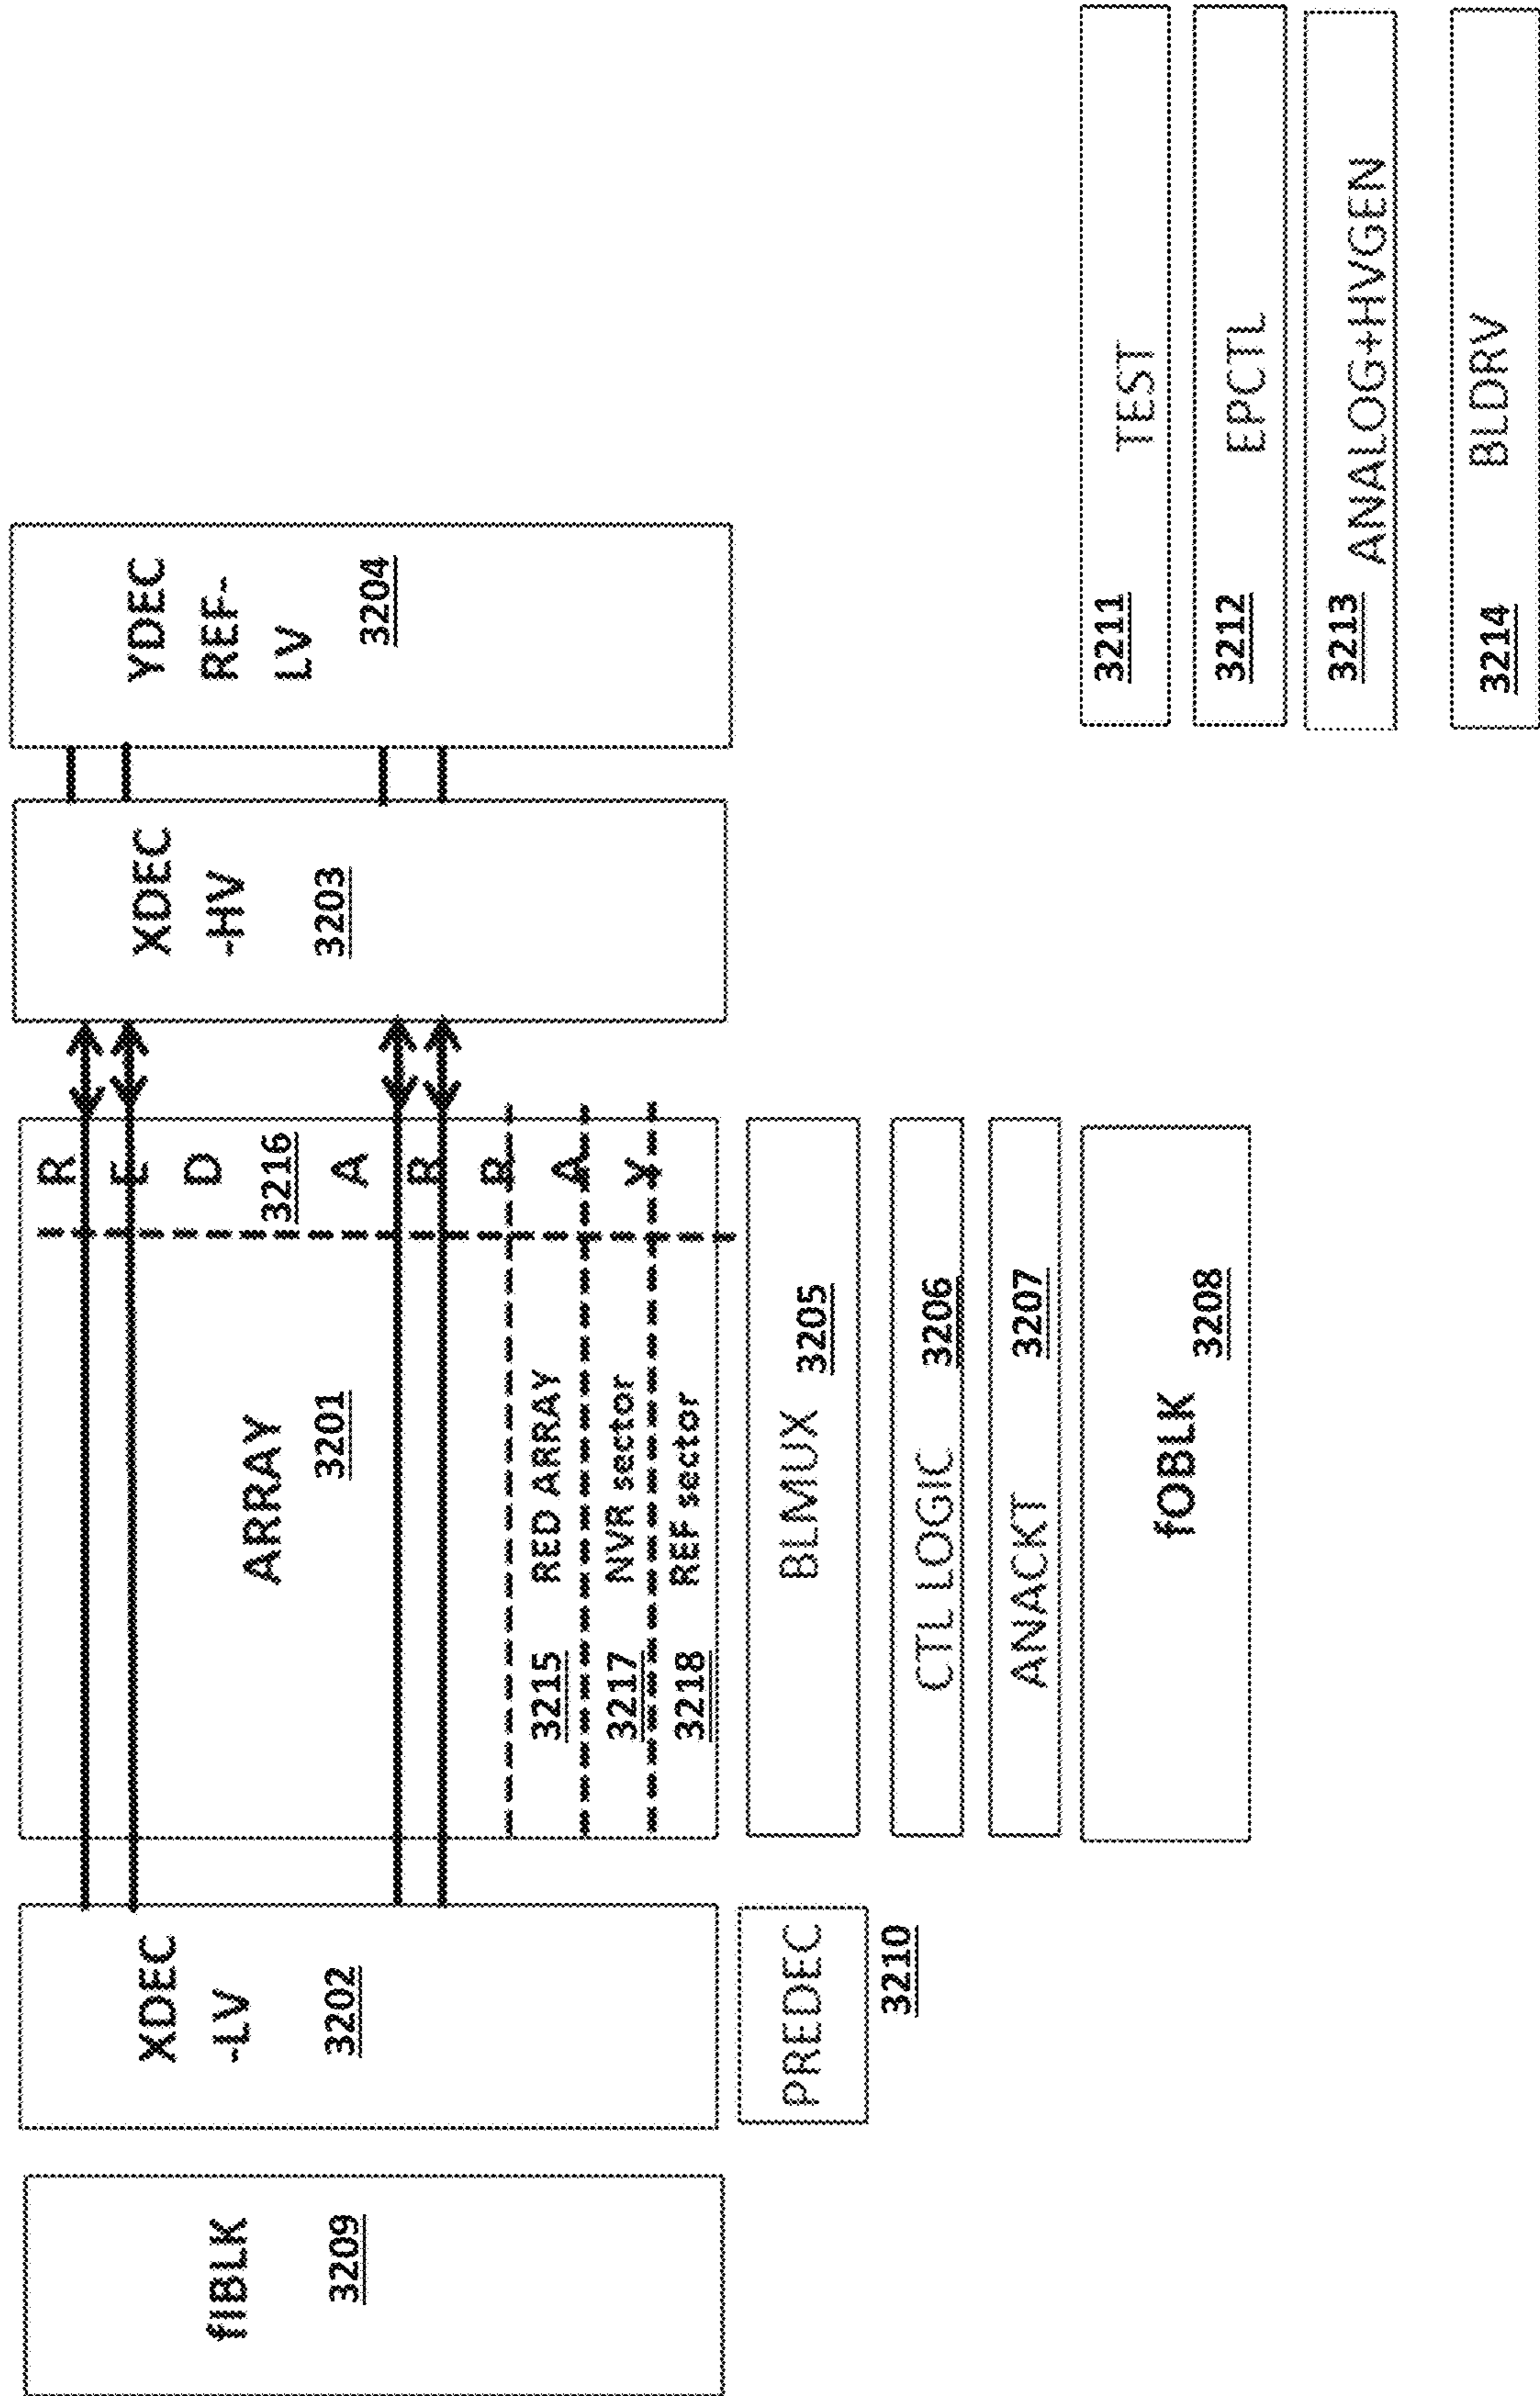 fIBLK
3209
XDEC
-LV
3202
PREDEC
3210
ARRAY
3201
RED ARRAY
3216
3215 RED ARRAY
3217 NVR sector
3218 REF sector
BLMUX
3205
CTL LOGIC 3206
ANACKT 3207
fOBLK
3208
XDEC
-HV
3203
YDEC
REF-
LV
3204
3211 TEST
3212 EPCTL
3213 ANALOG+HVGEN
3214 BLDRV